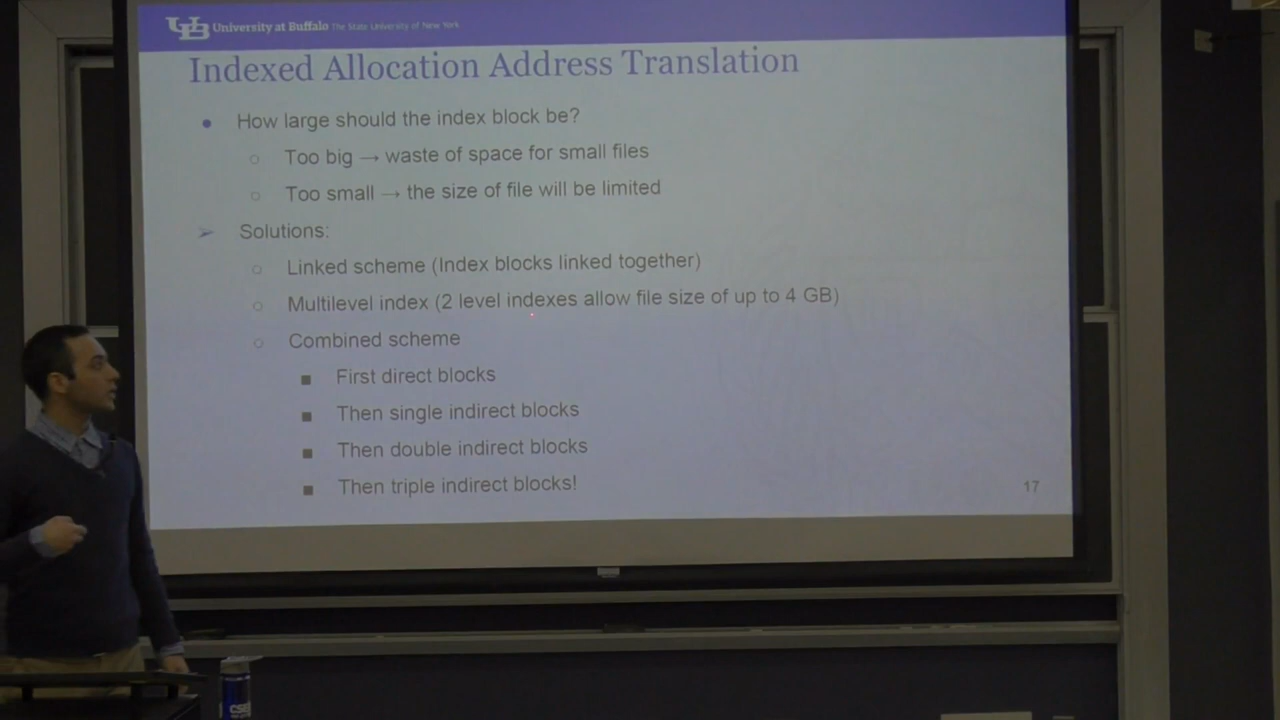 University at Buffalo The State University of New York
Indexed Allocation Address Translation
● How large should the index block be?
○ Too big → waste of space for small files
○ Too small → the size of file will be limited
➢ Solutions:
○ Linked scheme (Index blocks linked together)
○ Multilevel index (2 level indexes allow file size of up to 4 GB)
○ Combined scheme
■ First direct blocks
■ Then single indirect blocks
■ Then double indirect blocks
■ Then triple indirect blocks!
17
CSE